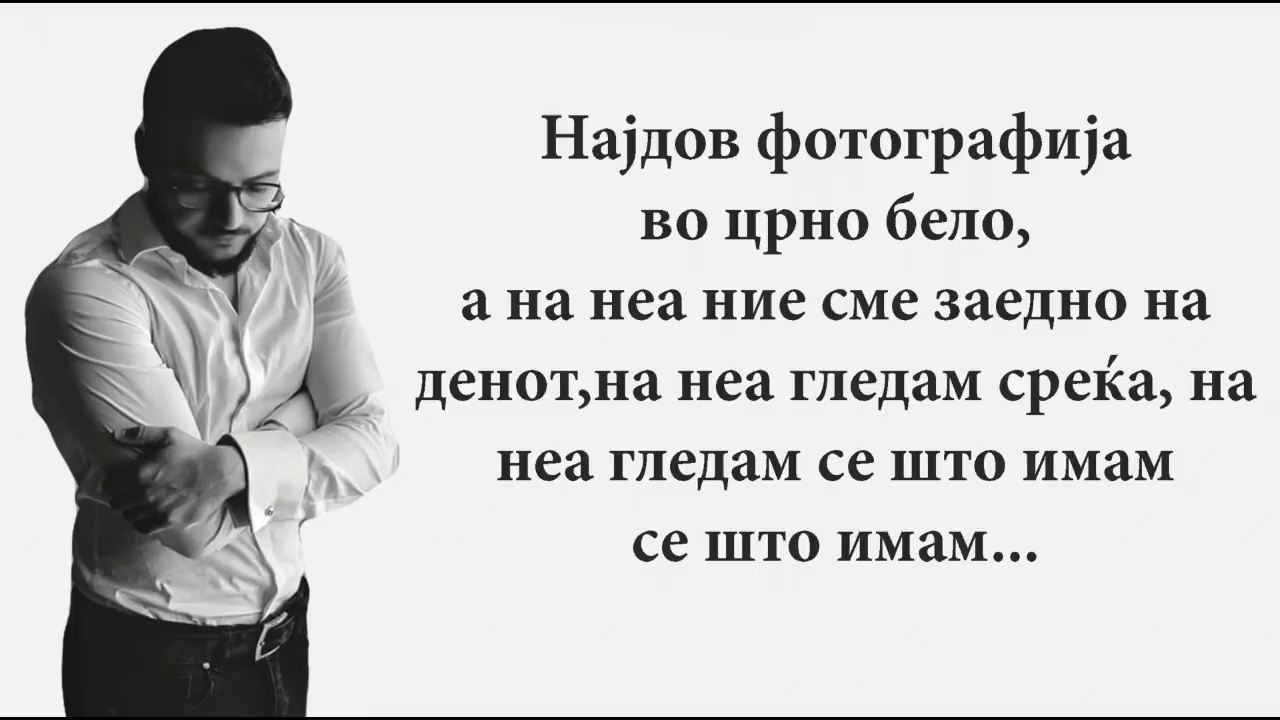 Најдов фотографија
во црно бело,
а на неа ние сме заедно на
денот,на неа гледам среќа, на
неа гледам се што имам
се што имам...